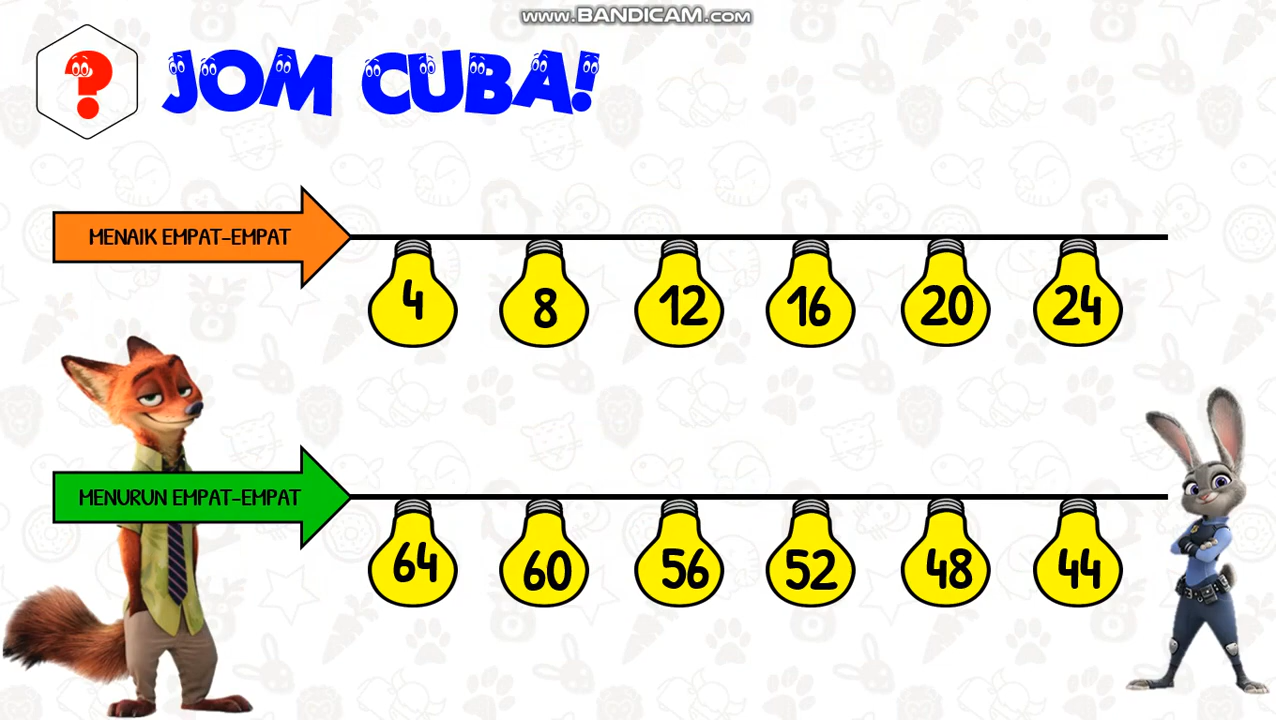 www.BANDICAM.com
? JOM CUBA!
MENAIK EMPAT-EMPAT
4 8 12 16 20 24
MENURUN EMPAT-EMPAT
64 60 56 52 48 44